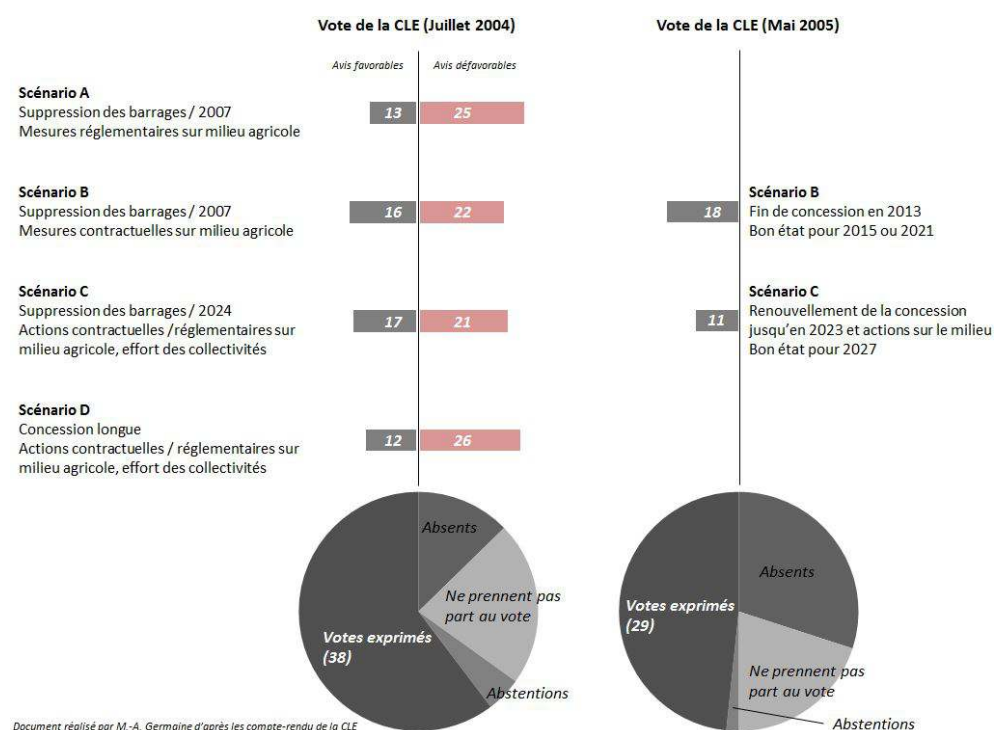 Vote de la CLE (Juillet 2004)
Vote de la CLE (Mai 2005)
Avis favorables
Avis défavorables
Scénario A
Suppression des barrages / 2007
Mesures réglementaires sur milieu agricole
13
25
Scénario B
Suppression des barrages / 2007
Mesures contractuelles sur milieu agricole
16
22
18
Scénario B
Fin de concession en 2013
Bon état pour 2015 ou 2021
Scénario C
Suppression des barrages / 2024
Actions contractuelles /réglementaires sur
milieu agricole, effort des collectivités
17
21
11
Scénario C
Renouvellement de la concession
jusqu'en 2023 et actions sur le milieu
Bon état pour 2027
Scénario D
Concession longue
Actions contractuelles / réglementaires sur
milieu agricole, effort des collectivités
12
26
Absents
Ne prennent pas
part au vote
Votes exprimés
(38)
Abstentions
Absents
Votes exprimés
(29)
Ne prennent pas
part au vote
Abstentions
Document réalisé par M.-A. Germaine d'après les compte-rendu de la CLE